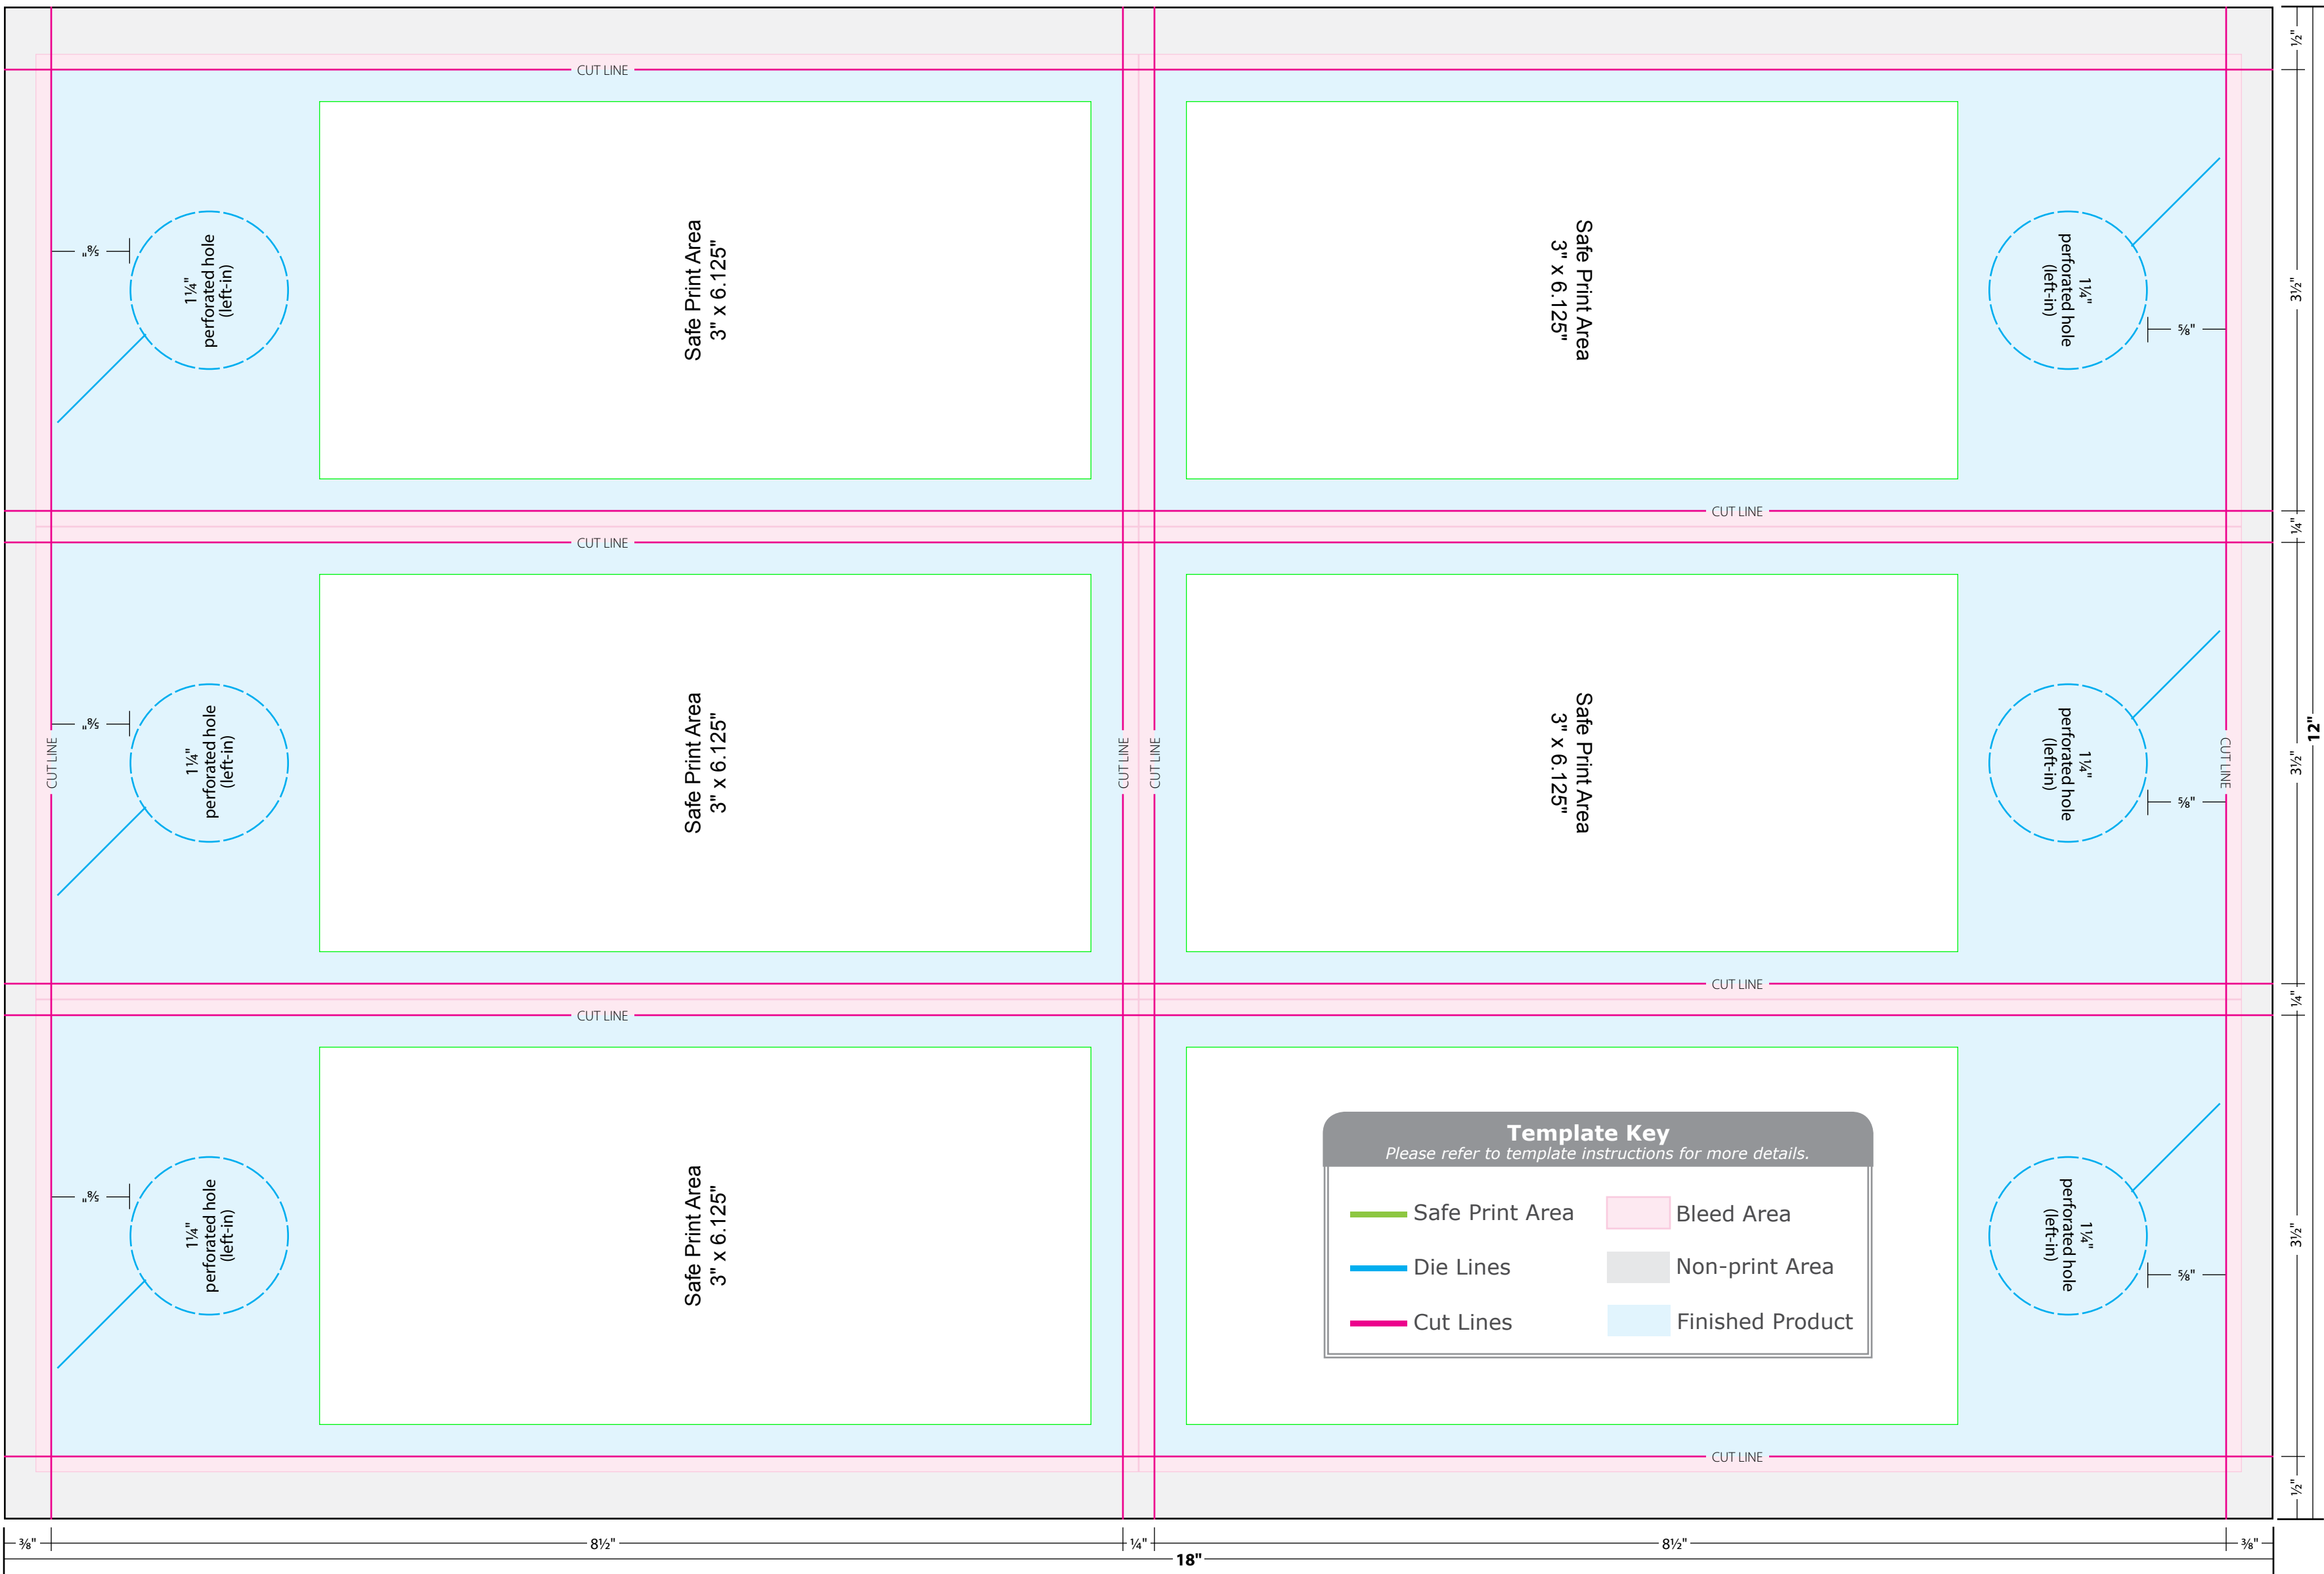 CUT LINE
½"
Safe Print Area
3" x 6.125"
Safe Print Area
3" x 6.125"
⅝"
1¼"
perforated hole
(left-in)
1¼"
perforated hole
(left-in)
⅝"
3½"
CUT LINE
¼"
CUT LINE
Safe Print Area
3" x 6.125"
Safe Print Area
3" x 6.125"
⅝"
1¼"
perforated hole
(left-in)
1¼"
perforated hole
(left-in)
⅝"
CUT LINE
CUT LINE
CUT LINE
CUT LINE
3½"
12"
CUT LINE
¼"
CUT LINE
Safe Print Area
3" x 6.125"
⅝"
1¼"
perforated hole
(left-in)
Template Key
Please refer to template instructions for more details.
Safe Print Area
Bleed Area
Die Lines
Non-print Area
Cut Lines
Finished Product
1¼"
perforated hole
(left-in)
⅝"
3½"
CUT LINE
½"
⅜"
8½"
¼"
8½"
⅜"
18"